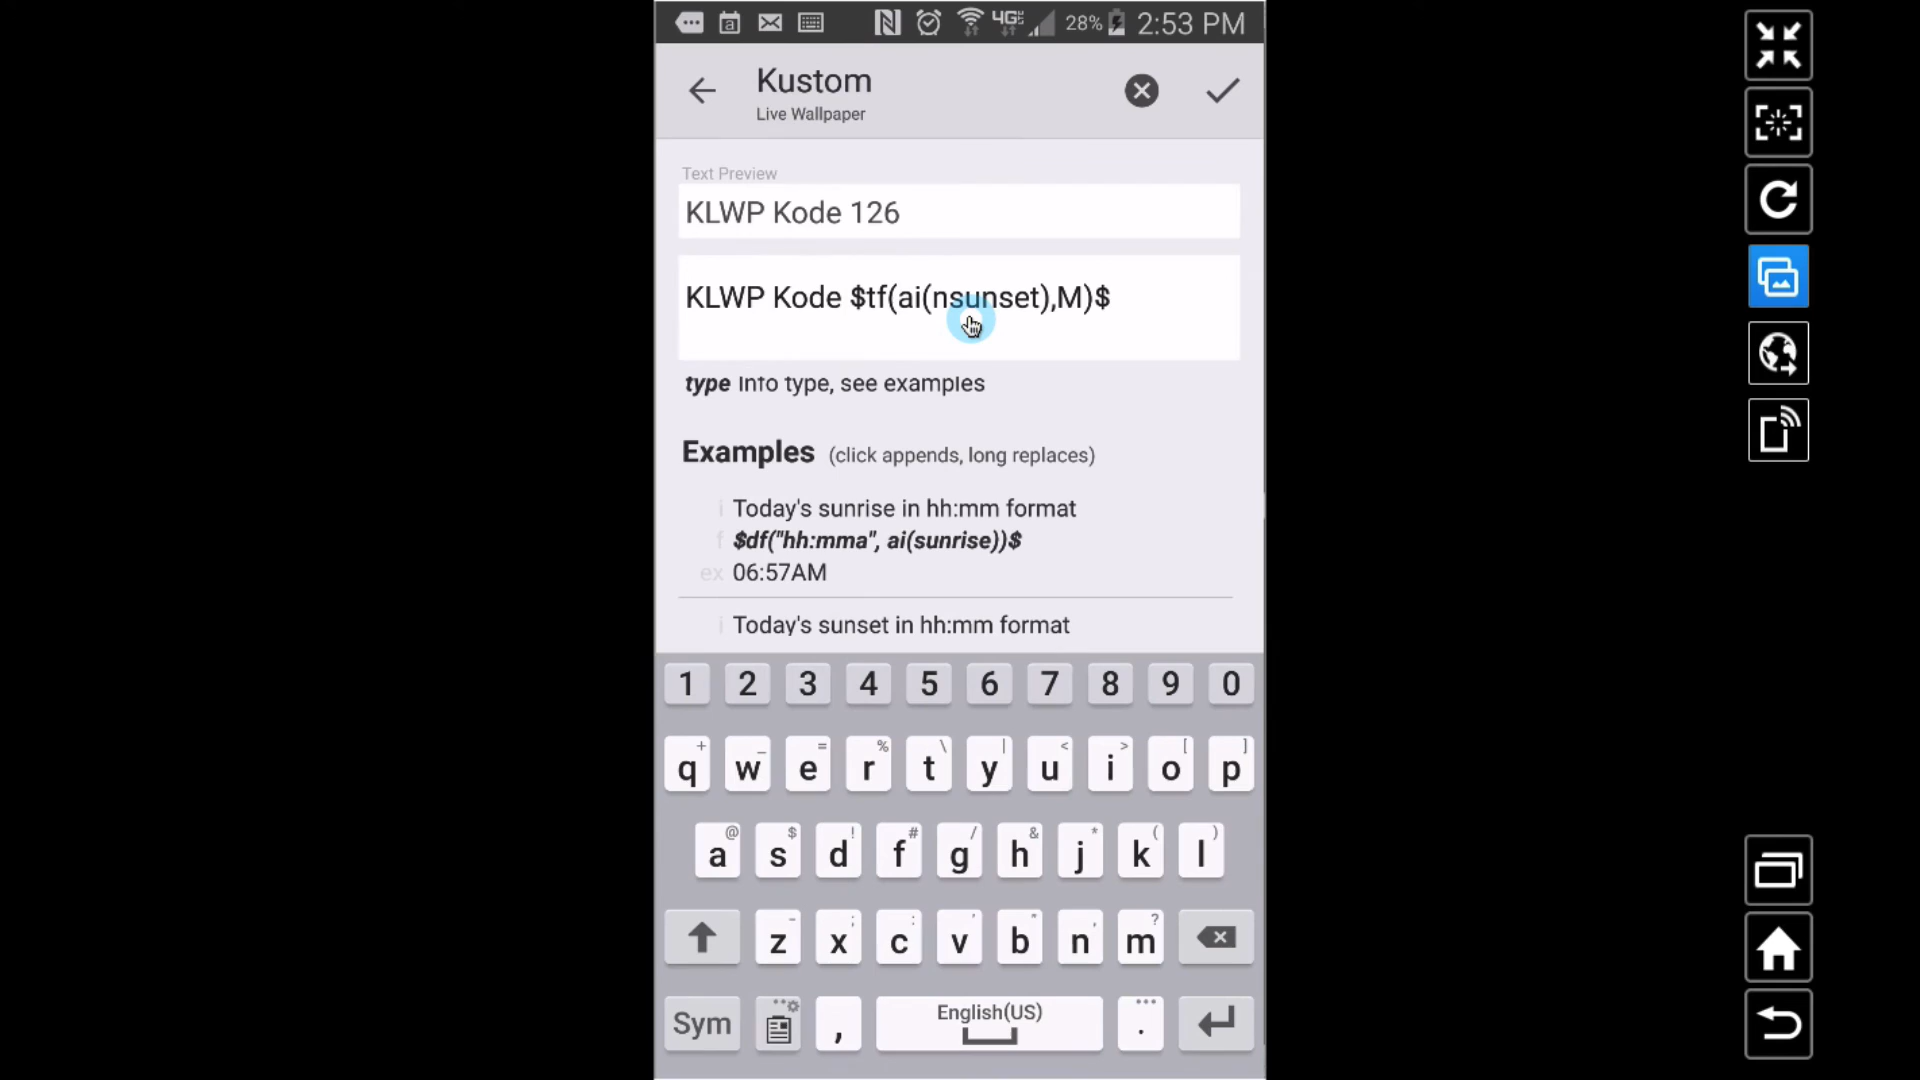 4G 28% 2:53 PM
Kustom
Live Wallpaper
Text Preview
KLWP Kode 126
KLWP Kode $tf(ai(nsunset),M)$
type into type, see examples
Examples (click appends, long replaces)
i Today's sunrise in hh:mm format
f $df("hh:mma", ai(sunrise))$
ex 06:57AM
i Today's sunset in hh:mm format
1 2 3 4 5 6 7 8 9 0
+ _ = % \ | < > [ ]
q w e r t y u i o p
@ $ ! # / & * ( )
a s d f g h j k l
- ; : ' " , ?
z x c v b n m
Sym , English(US) .